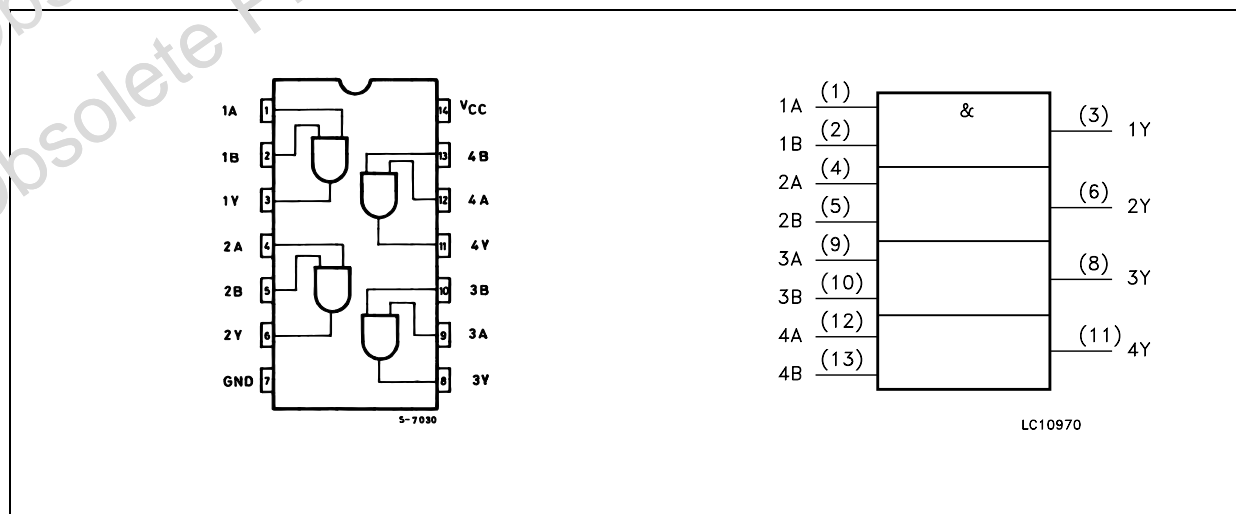 Obsolete P
1A 1 14 VCC
1B 2 13 4B
1Y 3 12 4A
2A 4 11 4Y
2B 5 10 3B
2Y 6 9 3A
GND 7 8 3Y
S-7030
&
1A (1)
1B (2)
2A (4)
2B (5)
3A (9)
3B (10)
4A (12)
4B (13)
(3) 1Y
(6) 2Y
(8) 3Y
(11) 4Y
LC10970